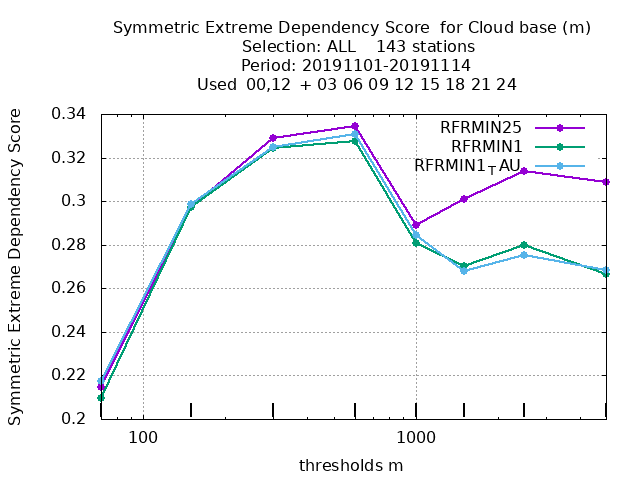 Symmetric Extreme Dependency Score  for Cloud base (m)
Selection: ALL    143 stations
Period: 20191101-20191114
Used  00,12  + 03 06 09 12 15 18 21 24
Symmetric Extreme Dependency Score
0.34
0.32
0.3
0.28
0.26
0.24
0.22
0.2
RFRMIN25
RFRMIN1
RFRMIN1TAU
100
1000
thresholds m